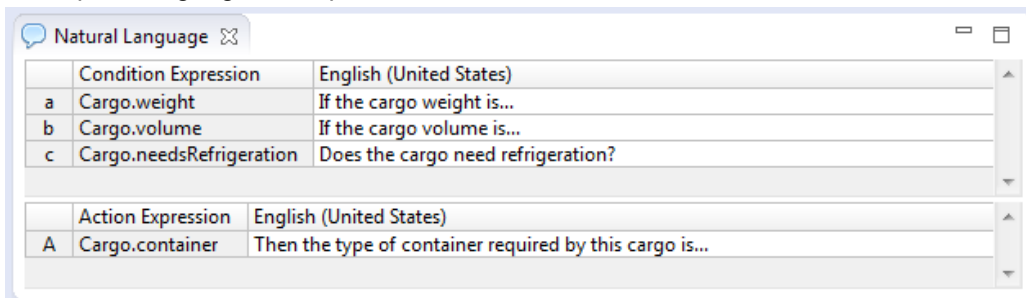 Natural Language
Condition Expression English (United States)
a Cargo.weight If the cargo weight is...
b Cargo.volume If the cargo volume is...
c Cargo.needsRefrigeration Does the cargo need refrigeration?
Action Expression English (United States)
A Cargo.container Then the type of container required by this cargo is...